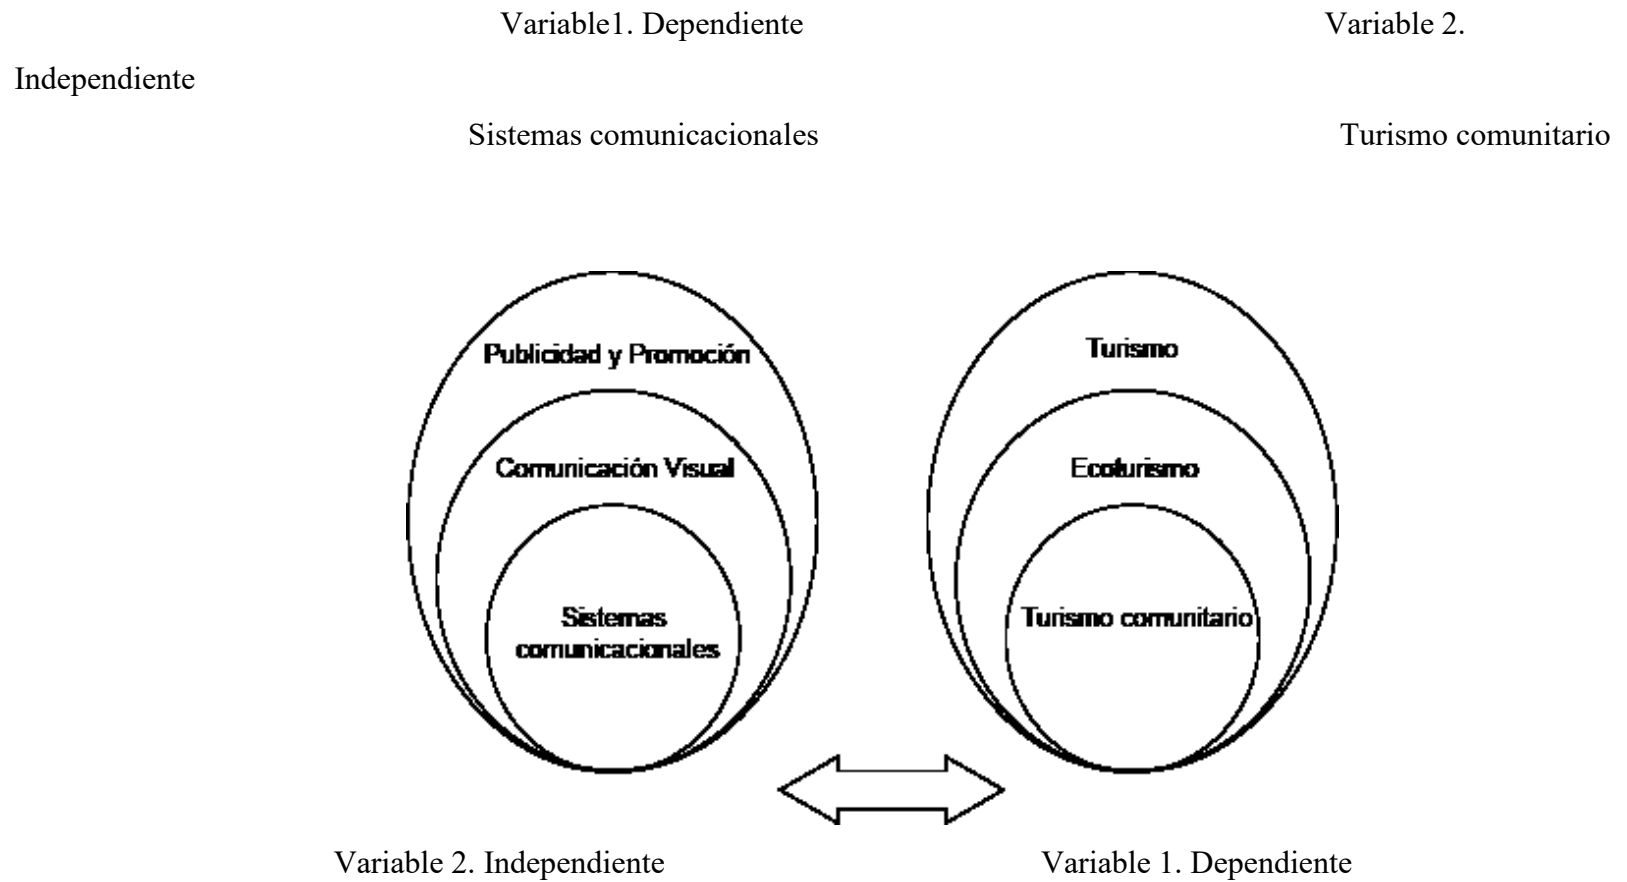 Variable1. Dependiente Variable 2.
Independiente
Sistemas comunicacionales Turismo comunitario
Publicidad y Promoción
Comunicación Visual
Sistemas
comunicacionales
Turismo
Ecoturismo
Turismo comunitario
Variable 2. Independiente Variable 1. Dependiente